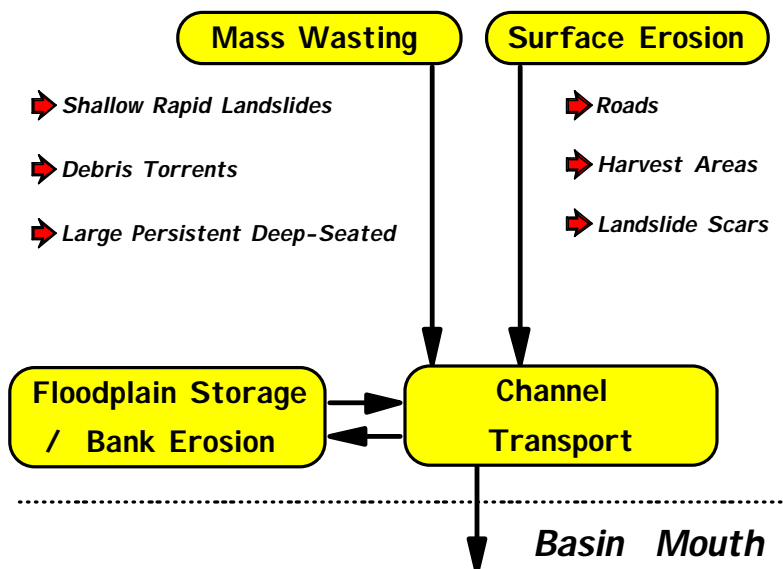 Mass Wasting
Surface Erosion
Shallow Rapid Landslides
Debris Torrents
Large Persistent Deep-Seated
Roads
Harvest Areas
Landslide Scars
Floodplain Storage
/ Bank Erosion
Channel
Transport
Basin Mouth